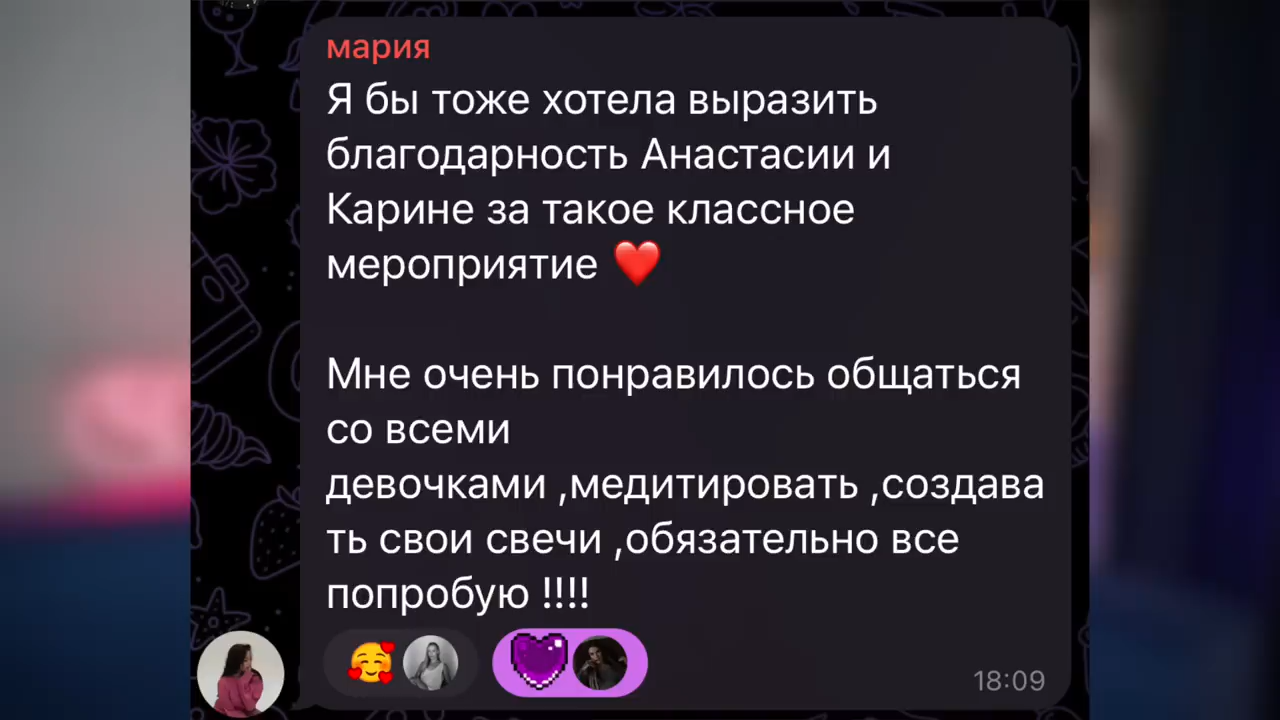 мария
Я бы тоже хотела выразить
благодарность Анастасии и
Карине за такое классное
мероприятие ❤️
Мне очень понравилось общаться
со всеми
девочками ,медитировать ,создава
ть свои свечи ,обязательно все
попробую !!!!
18:09